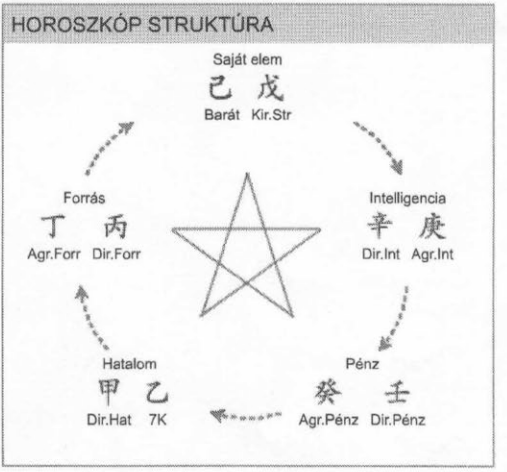 HOROSZKÓP STRUKTÚRA
Saját elem
己 戊
Barát Kir.Str
Forrás
丁 丙
Agr.Forr Dir.Forr
Intelligencia
辛 庚
Dir.Int Agr.Int
Hatalom
甲 乙
Dir.Hat 7K
Pénz
癸 壬
Agr.Pénz Dir.Pénz